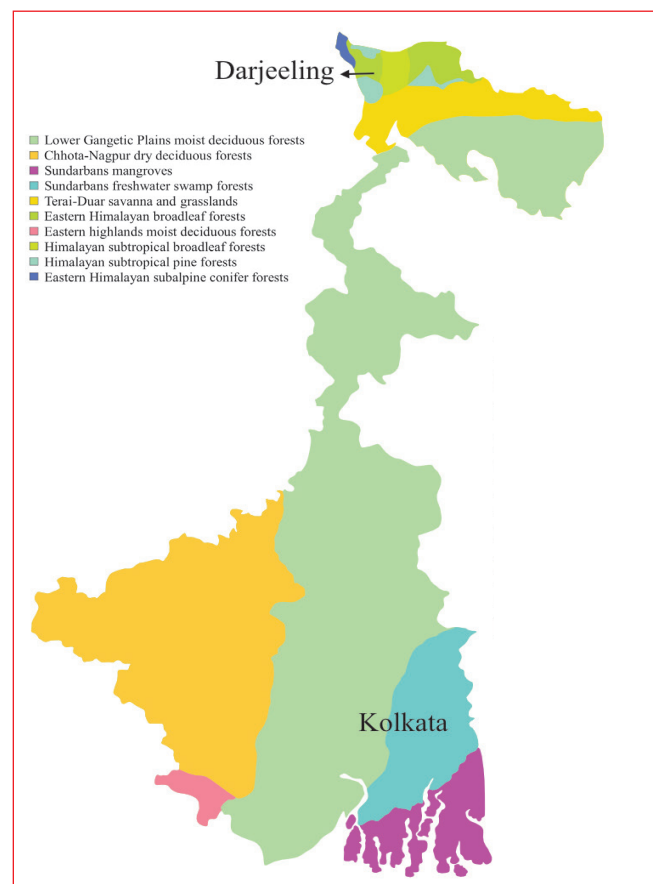 Darjeeling
Lower Gangetic Plains moist deciduous forests
Chhota-Nagpur dry deciduous forests
Sundarbans mangroves
Sundarbans freshwater swamp forests
Terai-Duar savanna and grasslands
Eastern Himalayan broadleaf forests
Eastern highlands moist deciduous forests
Himalayan subtropical broadleaf forests
Himalayan subtropical pine forests
Eastern Himalayan subalpine conifer forests
Kolkata